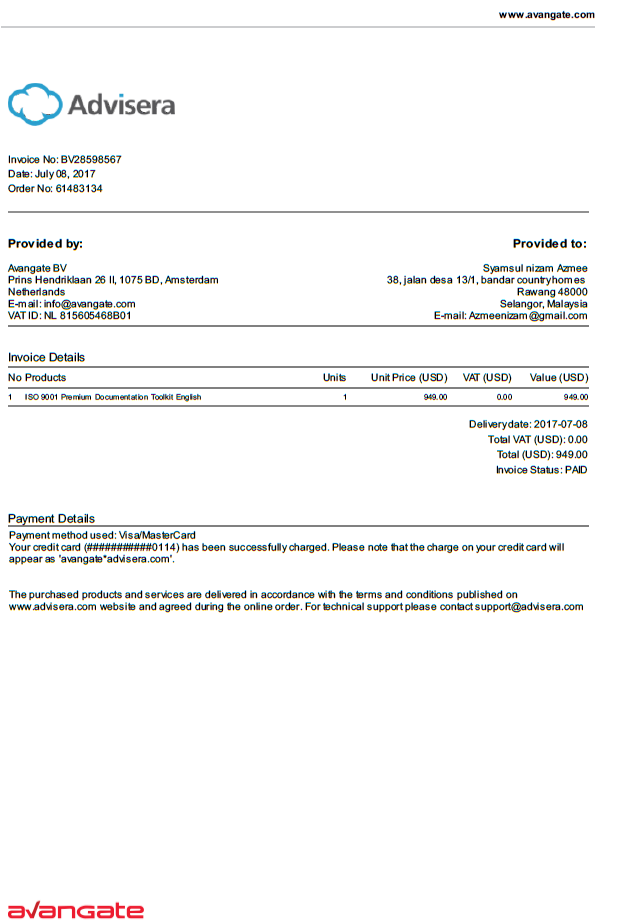 www.avangate.com
Advisera
Invoice No: BV28598567
Date: July 08, 2017
Order No: 61483134
Provided by: Provided to:
Avangate BV Syamsul nizam Azmee
Prins Hendriklaan 26 II, 1075 BD, Amsterdam 38, jalan desa 13/1, bandar countryhomes
Netherlands Rawang 48000
E-mail: info@avangate.com Selangor, Malaysia
VAT ID: NL 815605468B01 E-mail: Azmeenizam@gmail.com
Invoice Details
No Products Units Unit Price (USD) VAT (USD) Value (USD)
1 ISO 9001 Premium Documentation Toolkit English 1 949.00 0.00 949.00
Delivery date: 2017-07-08
Total VAT (USD): 0.00
Total (USD): 949.00
Invoice Status: PAID
Payment Details
Payment method used: Visa/MasterCard
Your credit card (############0114) has been successfully charged. Please note that the charge on your credit card will
appear as 'avangate*advisera.com'.
The purchased products and services are delivered in accordance with the terms and conditions published on
www.advisera.com website and agreed during the online order. For technical support please contact support@advisera.com
avangate